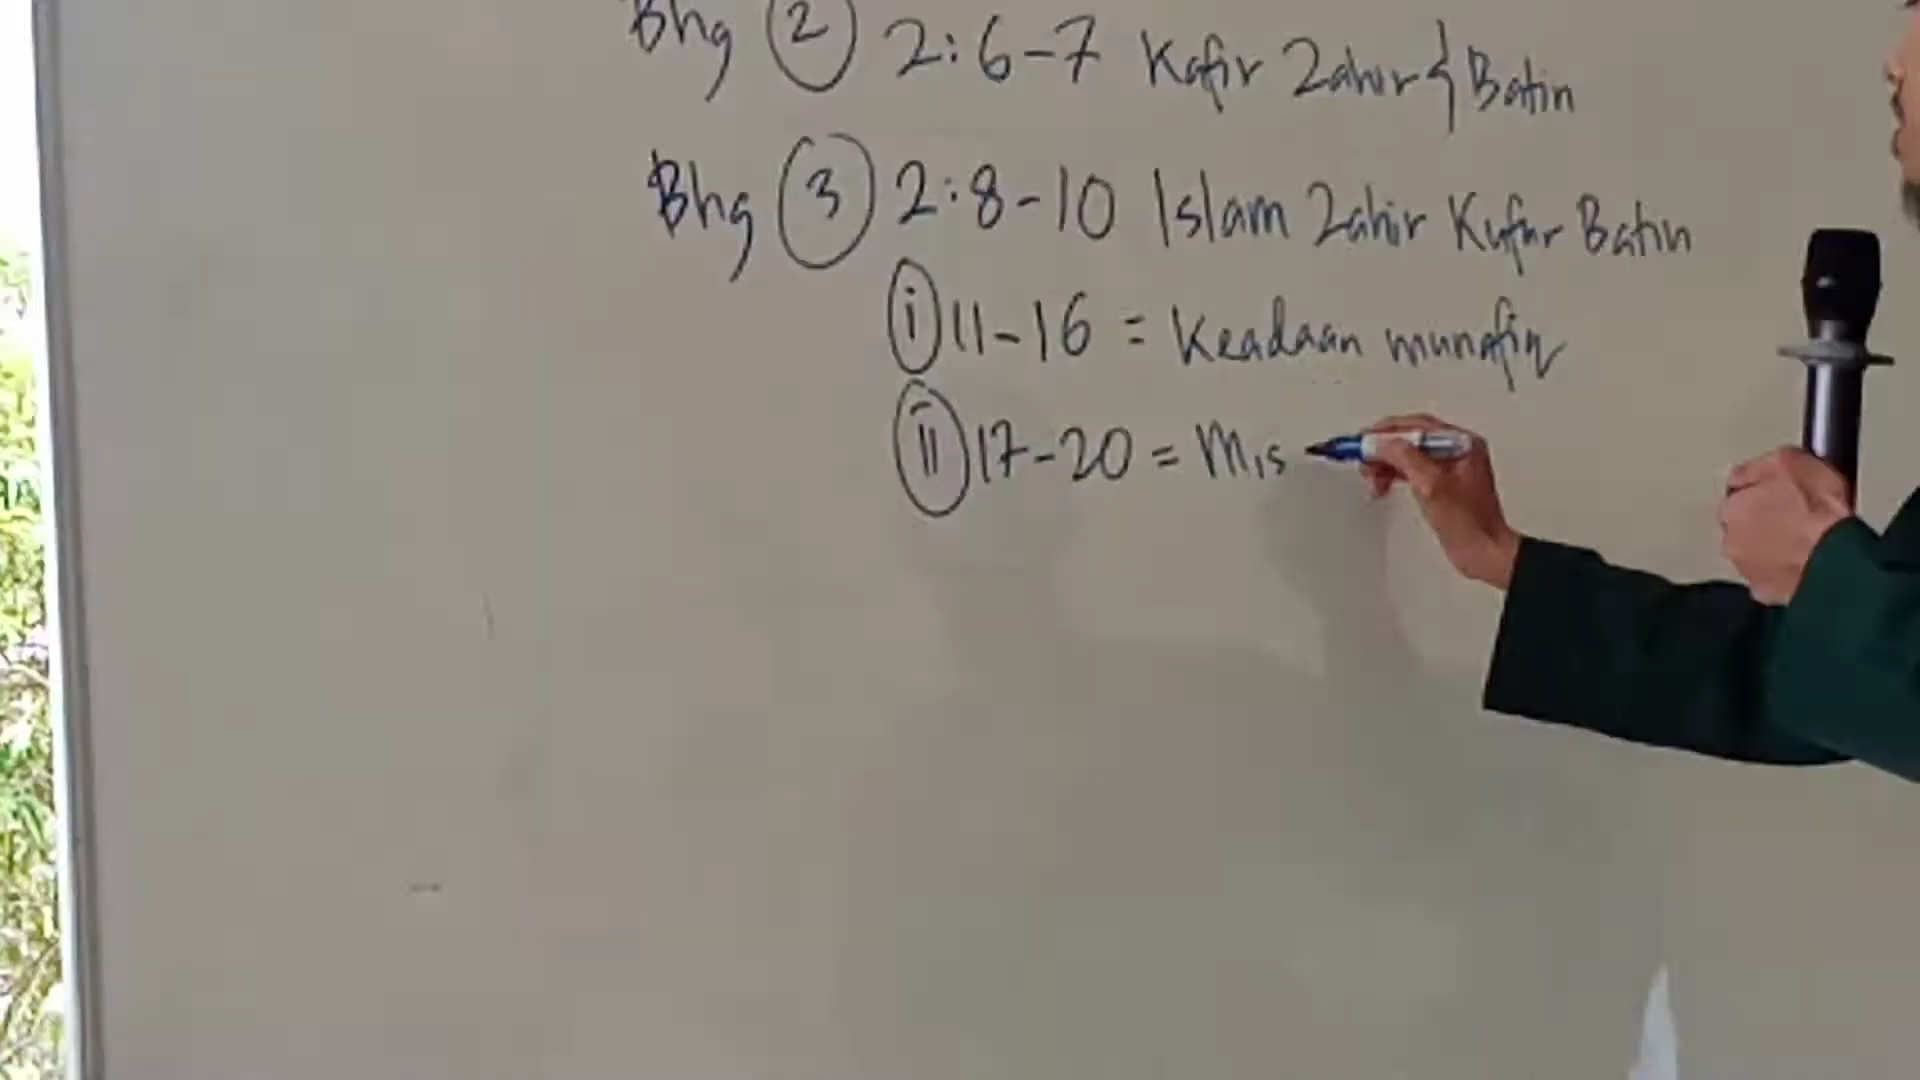 Bhg 2 2:6-7 Kafir Zahir & Batin
Bhg 3 2:8-10 Islam Zahir Kufur Batin
i 11-16 = Keadaan munafiq
ii 17-20 = Mis